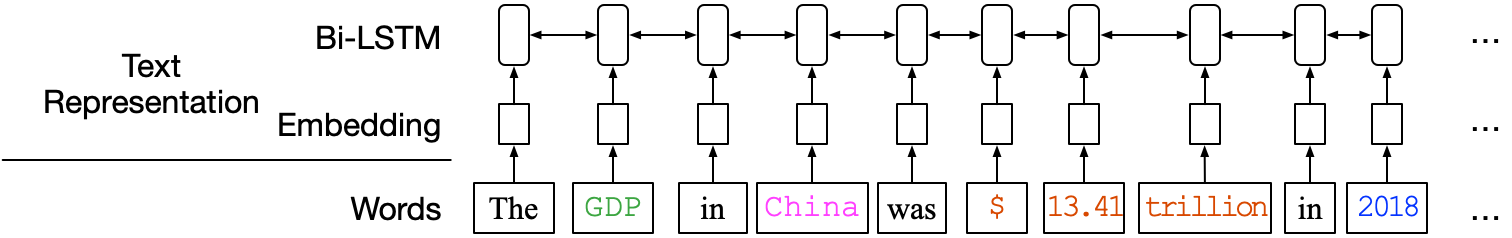 Bi-LSTM ...
Text
Representation
Embedding ...
Words The GDP in China was $ 13.41 trillion in 2018 ...